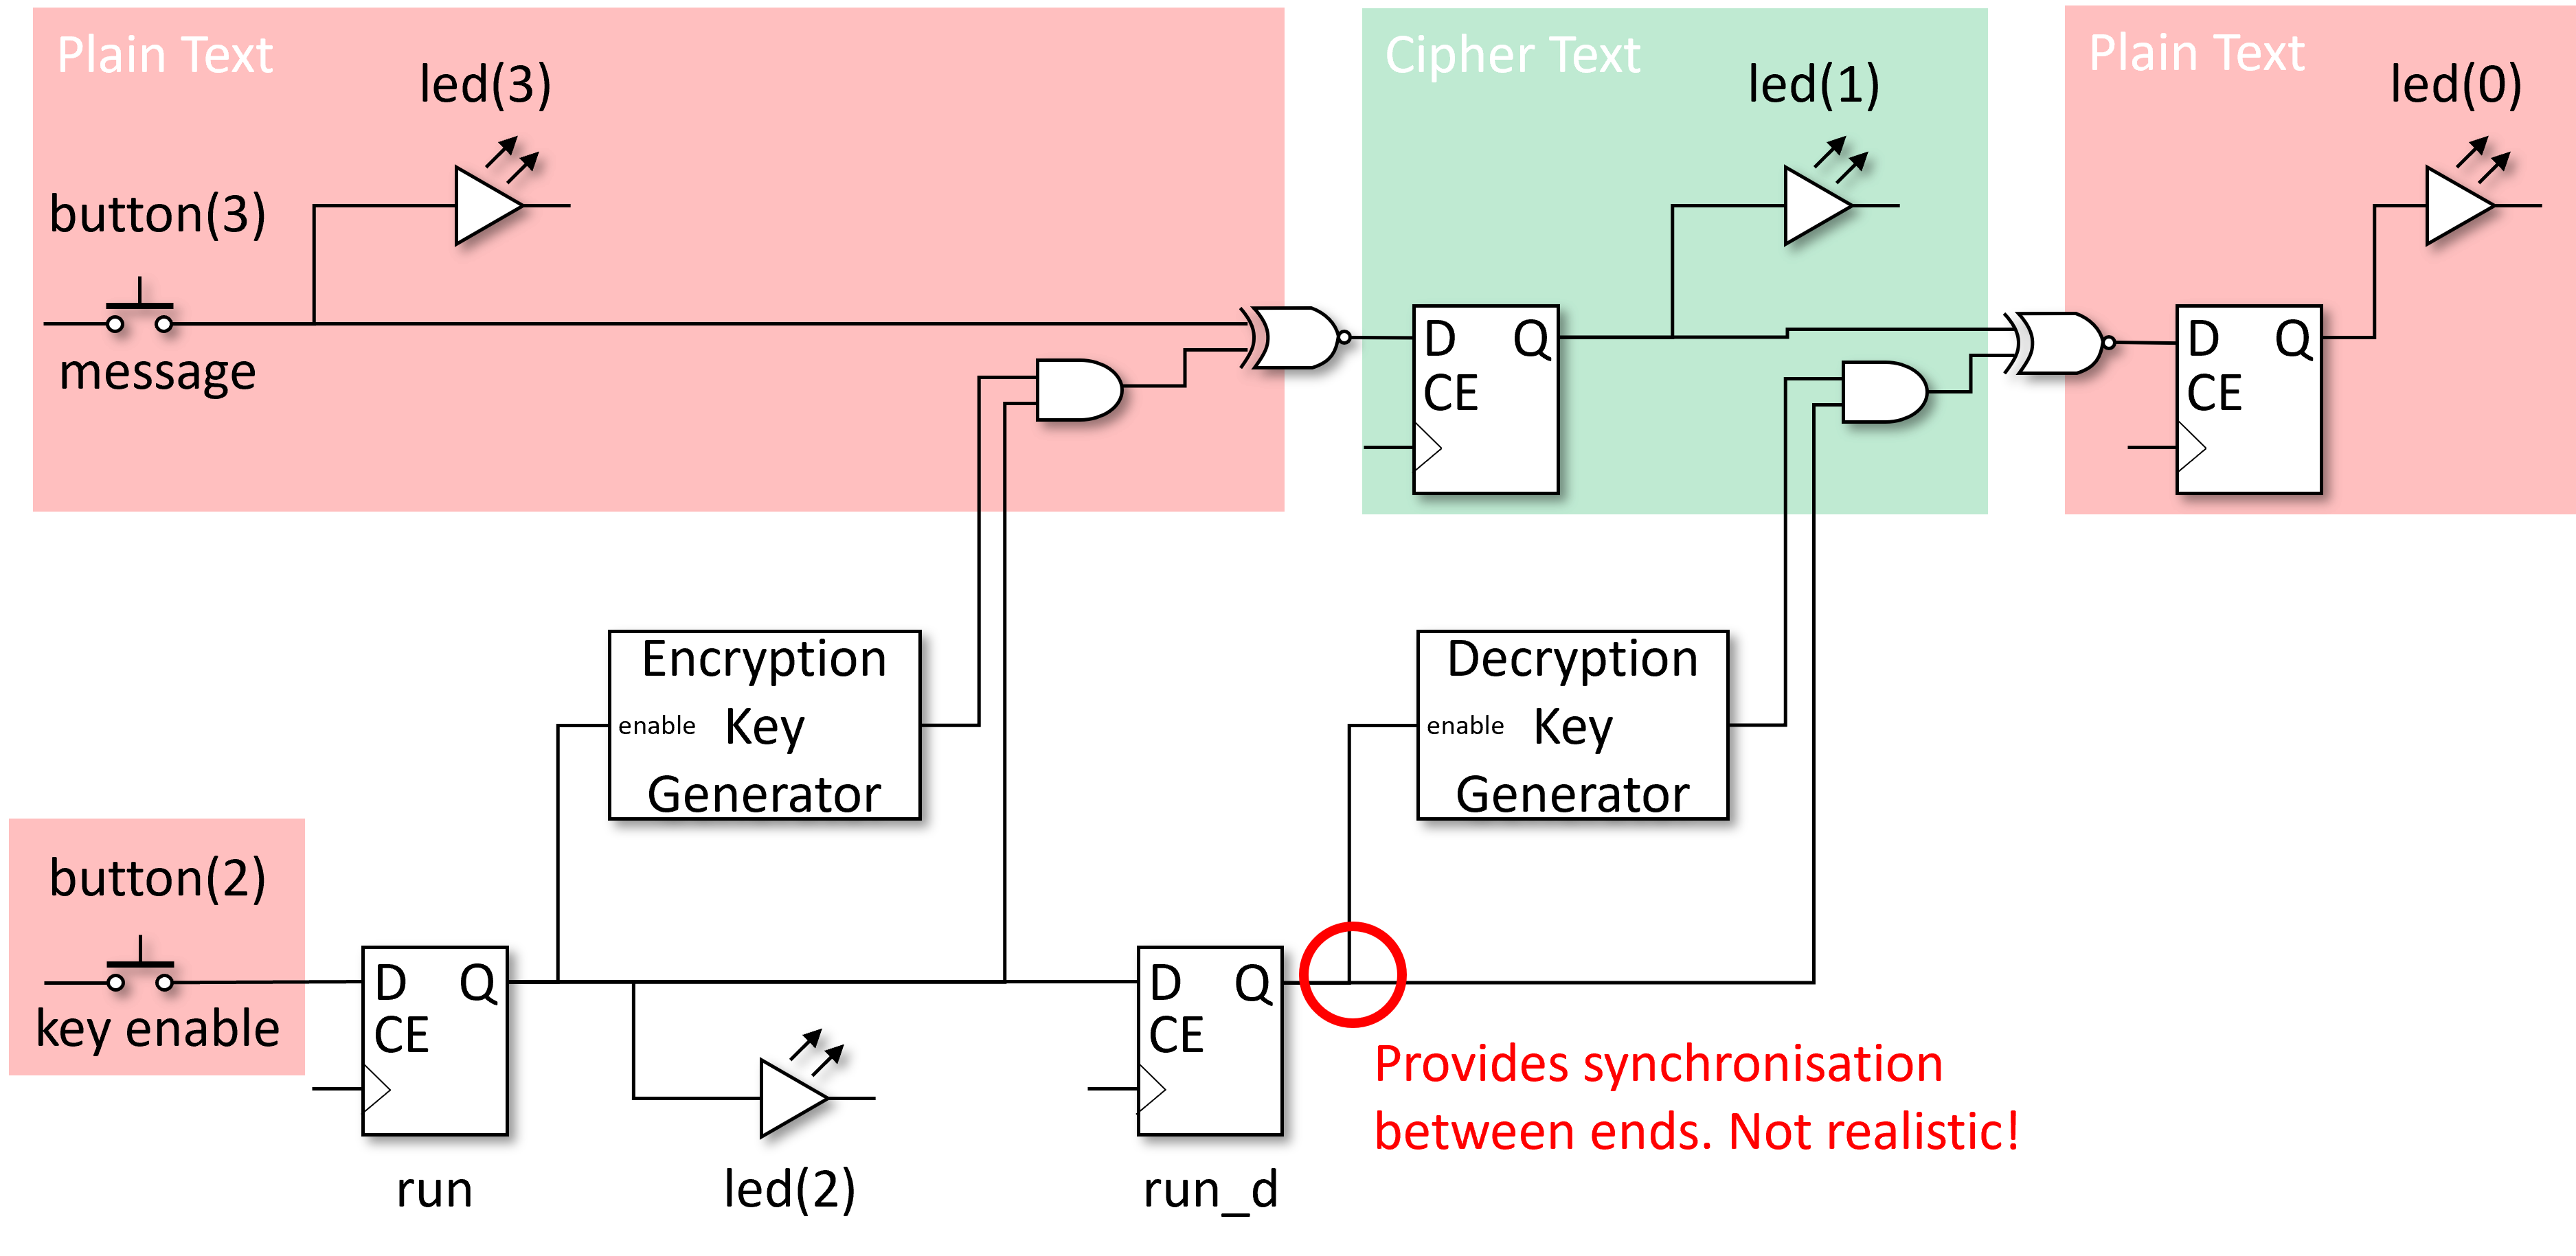 Plain Text
Cipher Text
Plain Text
led(3)
led(1)
led(0)
button(3)
message
D Q
CE
D Q
CE
Encryption
enable Key
Generator
Decryption
enable Key
Generator
button(2)
key enable
D Q
CE
run
led(2)
D Q
CE
run_d
Provides synchronisation
between ends. Not realistic!